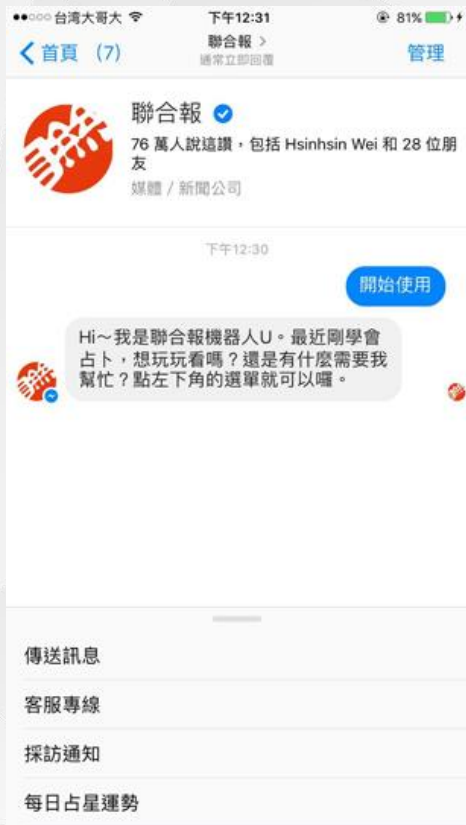 台湾大哥大 下午12:31 81%
首頁 (7) 聯合報 管理
通常立即回覆
聯合報
76 萬人說這讚，包括 Hsinhsin Wei 和 28 位朋
友
媒體 / 新聞公司
下午12:30
開始使用
Hi～我是聯合報機器人U。最近剛學會
占卜，想玩玩看嗎？還是有什麼需要我
幫忙？點左下角的選單就可以囉。
傳送訊息
客服專線
採訪通知
每日占星運勢